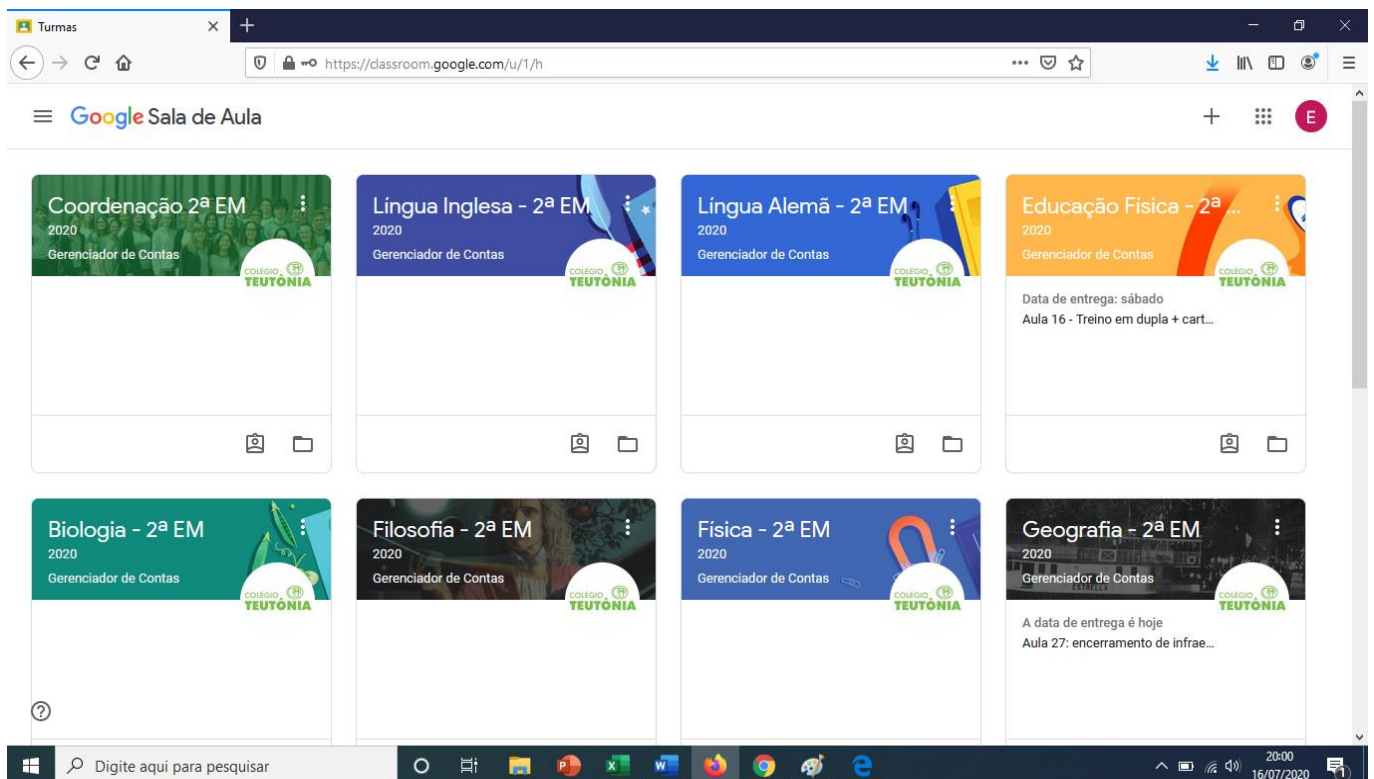 Turmas
https://classroom.google.com/u/1/h
Google Sala de Aula
E
Coordenação 2ª EM
2020
Gerenciador de Contas
COLÉGIO
TEUTÔNIA
Língua Inglesa - 2ª EM
2020
Gerenciador de Contas
COLÉGIO
TEUTÔNIA
Língua Alemã - 2ª EM
2020
Gerenciador de Contas
COLÉGIO
TEUTÔNIA
Educação Física - 2ª ...
2020
Gerenciador de Contas
COLÉGIO
TEUTÔNIA
Data de entrega: sábado
Aula 16 - Treino em dupla + cart...
Biologia - 2ª EM
2020
Gerenciador de Contas
COLÉGIO
TEUTÔNIA
Filosofia - 2ª EM
2020
Gerenciador de Contas
COLÉGIO
TEUTÔNIA
Física - 2ª EM
2020
Gerenciador de Contas
COLÉGIO
TEUTÔNIA
Geografia - 2ª EM
2020
Gerenciador de Contas
COLÉGIO
TEUTÔNIA
A data de entrega é hoje
Aula 27: encerramento de infrae...
Digite aqui para pesquisar
20:00
16/07/2020